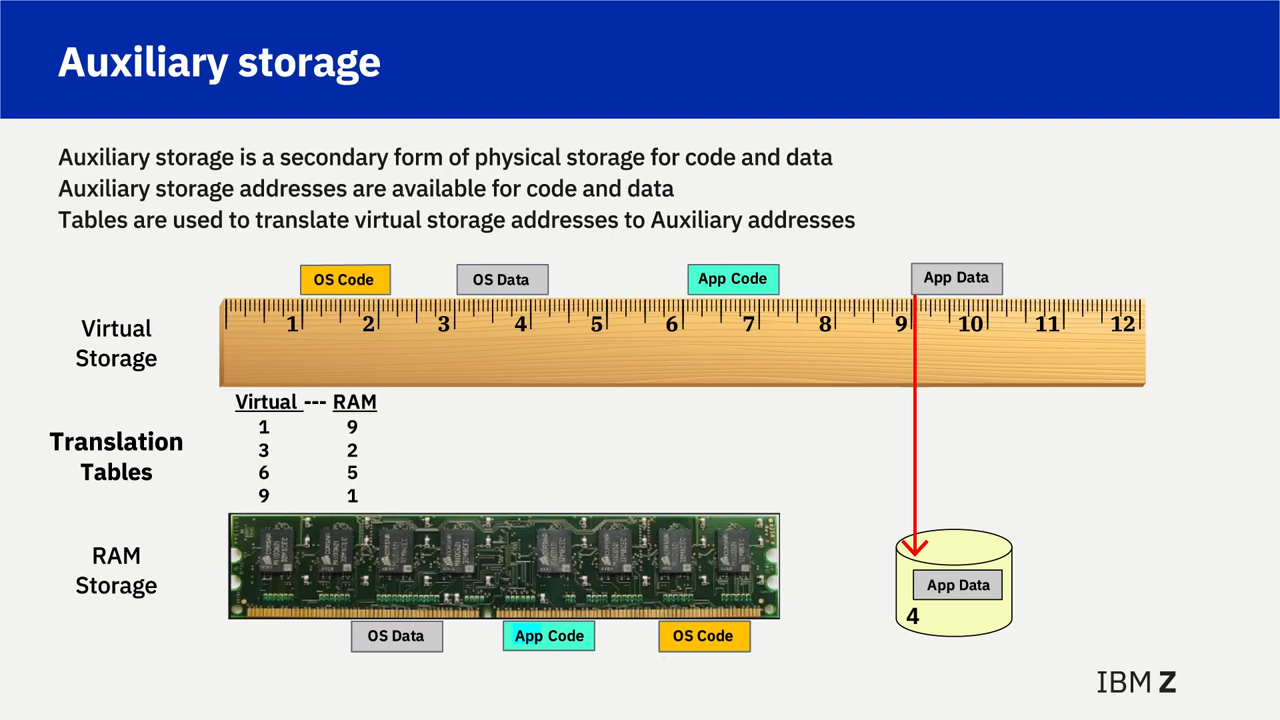 Auxiliary storage
Auxiliary storage is a secondary form of physical storage for code and data
Auxiliary storage addresses are available for code and data
Tables are used to translate virtual storage addresses to Auxiliary addresses
OS Code OS Data App Code App Data
1 2 3 4 5 6 7 8 9 10 11 12
Virtual
Storage
Virtual --- RAM
1 9
3 2
6 5
9 1
Translation
Tables
RAM
Storage
App Data
4
OS Data App Code OS Code
IBM Z